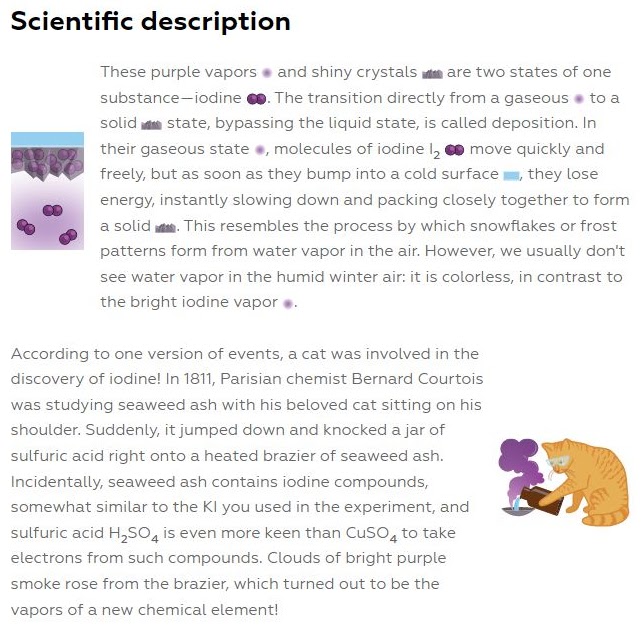 Scientific description
These purple vapors and shiny crystals are two states of one
substance—iodine. The transition directly from a gaseous to a
solid state, bypassing the liquid state, is called deposition. In
their gaseous state, molecules of iodine I₂ move quickly and
freely, but as soon as they bump into a cold surface, they lose
energy, instantly slowing down and packing closely together to form
a solid. This resembles the process by which snowflakes or frost
patterns form from water vapor in the air. However, we usually don't
see water vapor in the humid winter air: it is colorless, in contrast to
the bright iodine vapor.
According to one version of events, a cat was involved in the
discovery of iodine! In 1811, Parisian chemist Bernard Courtois
was studying seaweed ash with his beloved cat sitting on his
shoulder. Suddenly, it jumped down and knocked a jar of
sulfuric acid right onto a heated brazier of seaweed ash.
Incidentally, seaweed ash contains iodine compounds,
somewhat similar to the KI you used in the experiment, and
sulfuric acid H₂SO₄ is even more keen than CuSO₄ to take
electrons from such compounds. Clouds of bright purple
smoke rose from the brazier, which turned out to be the
vapors of a new chemical element!